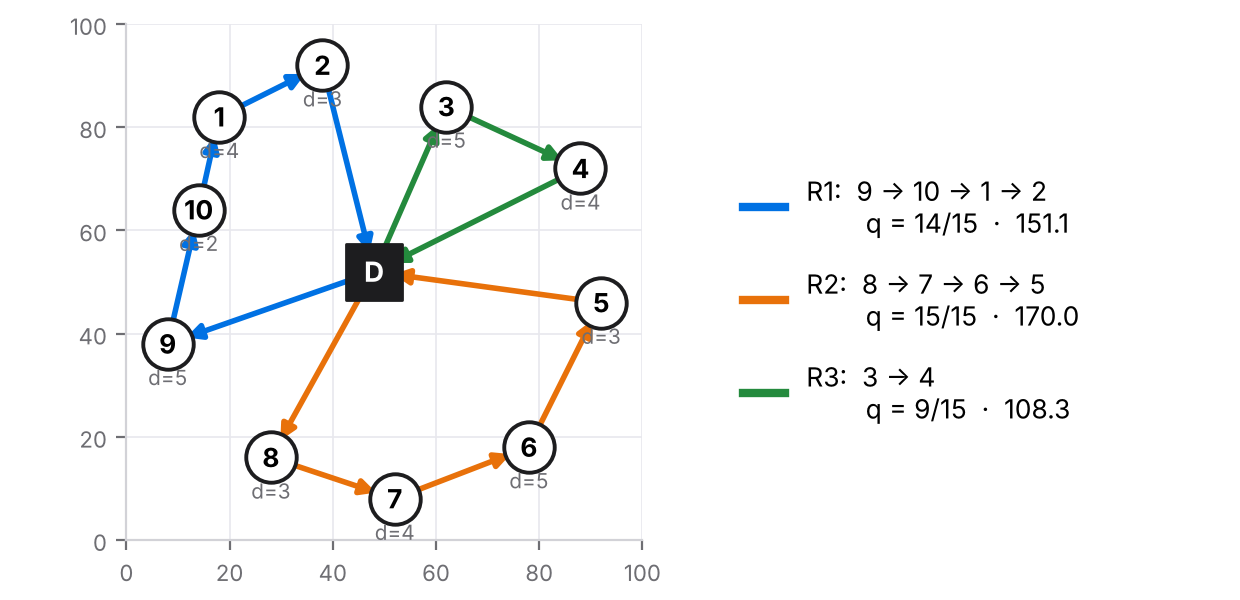 100
80
60
40
20
0
0 20 40 60 80 100
2
d=3
1
d=4
3
d=5
4
d=4
10
d=2
D
5
d=3
9
d=5
8
d=3
6
d=5
7
d=4
R1: 9 → 10 → 1 → 2
q = 14/15 · 151.1
R2: 8 → 7 → 6 → 5
q = 15/15 · 170.0
R3: 3 → 4
q = 9/15 · 108.3